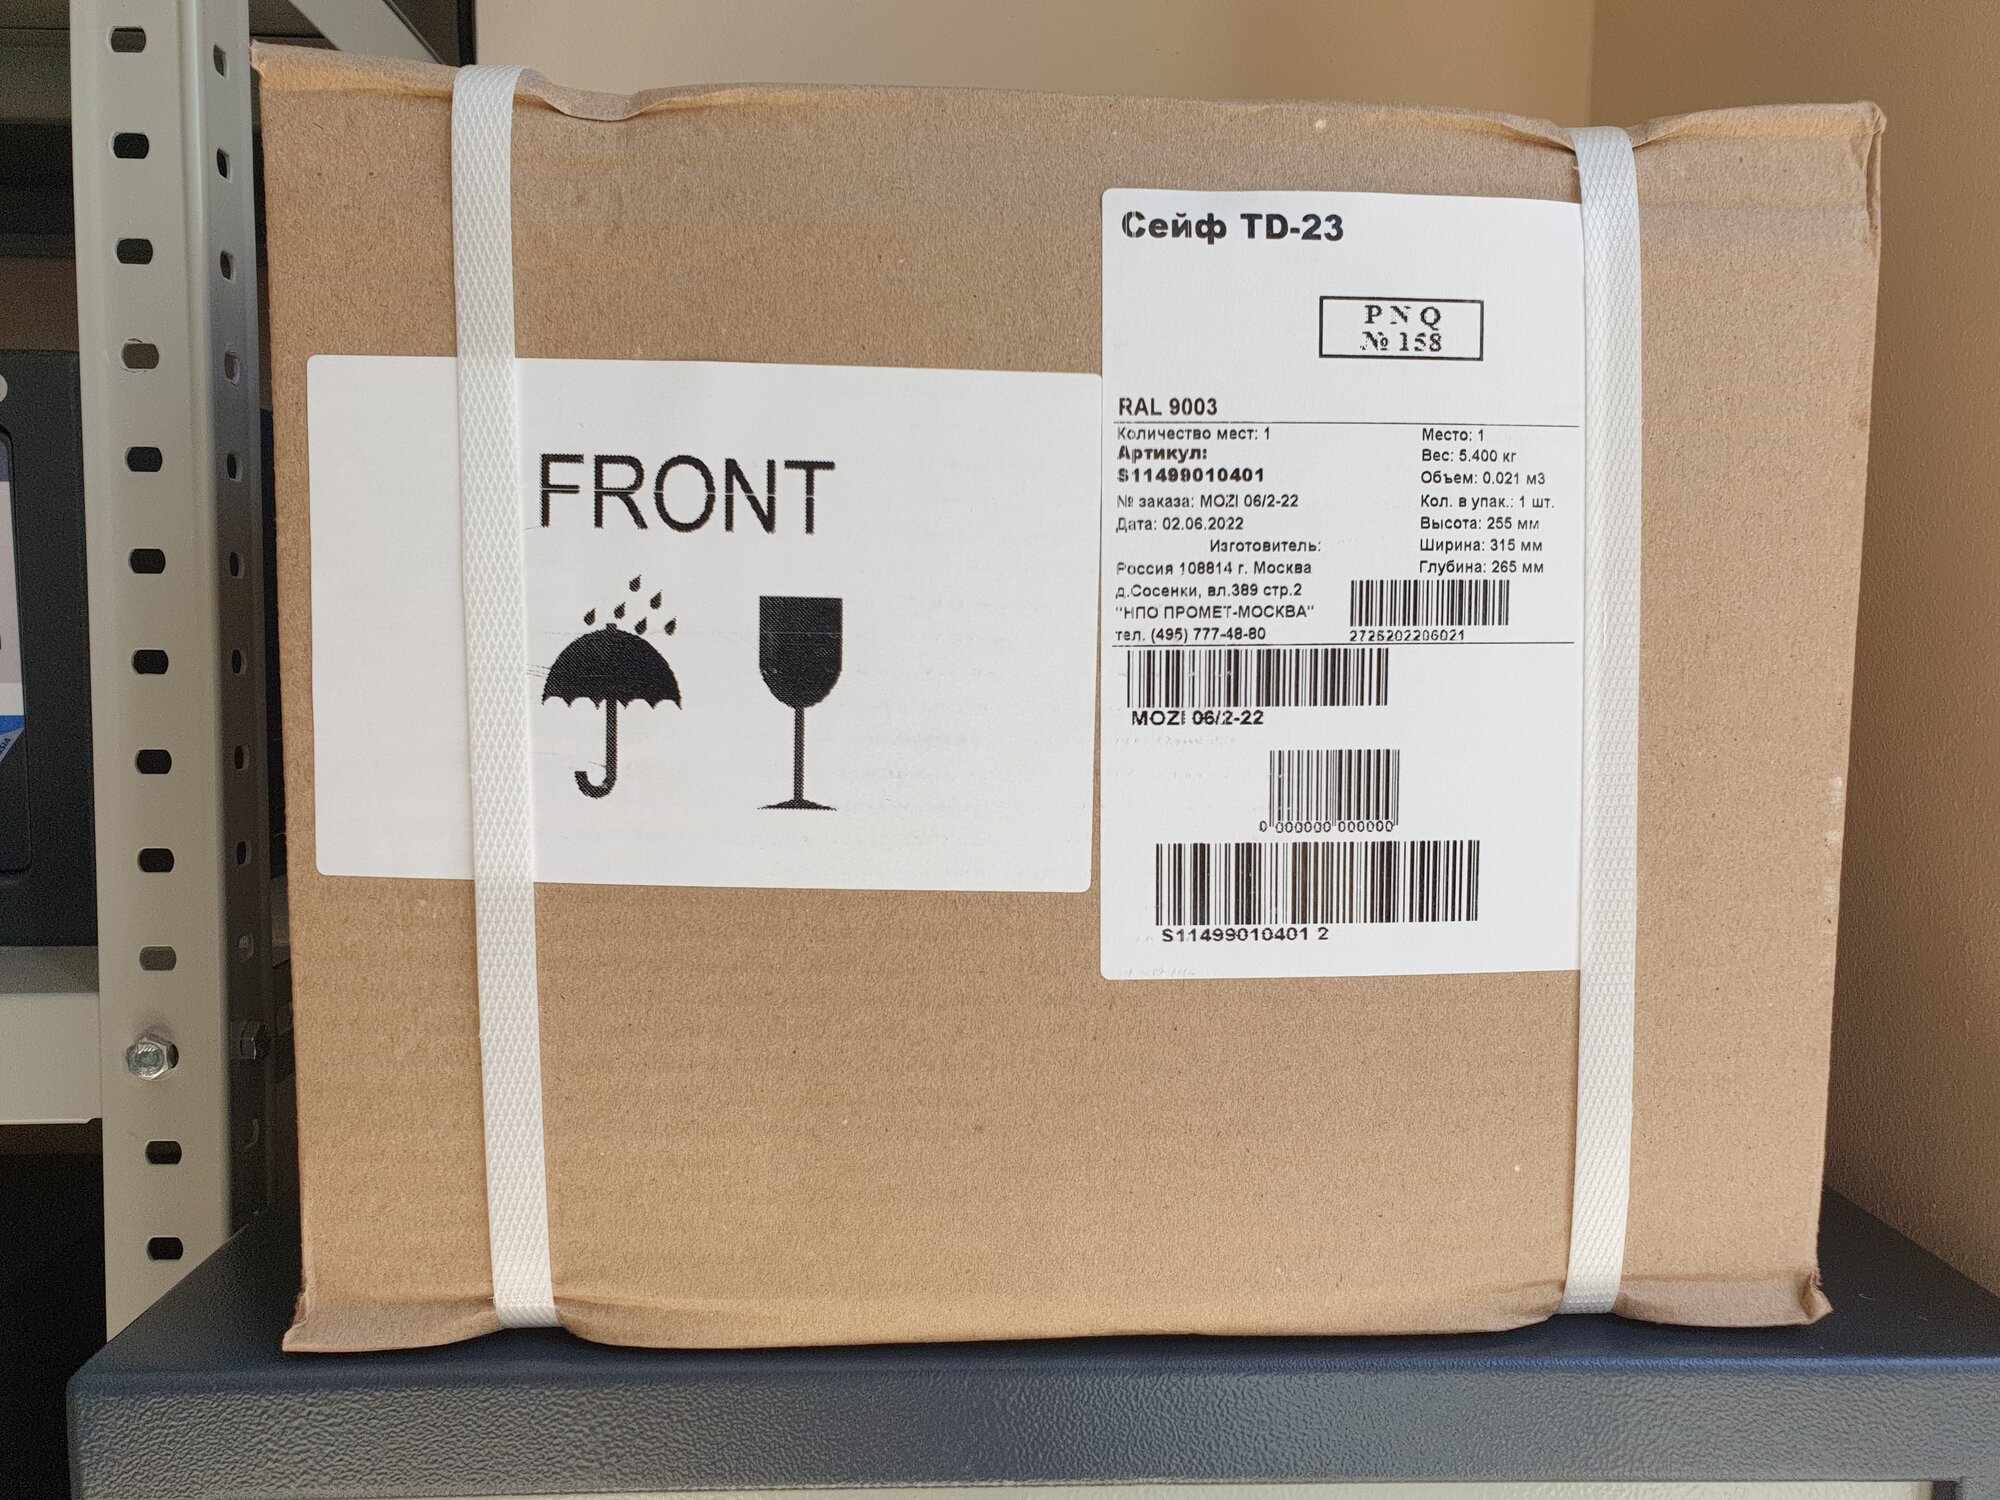 FRONT
Сейф TD-23
PNQ
№ 158
RAL 9003
Количество мест: 1
Артикул:
S11499010401
№ заказа: MOZI 06/2-22
Дата: 02.06.2022
Изготовитель:
Россия 108814 г. Москва
д.Сосенки, вл.389 стр.2
"НПО ПРОМЕТ-МОСКВА"
тел. (495) 777-48-80
Место: 1
Вес: 5.400 кг
Объем: 0.021 м3
Кол. в упак.: 1 шт.
Высота: 255 мм
Ширина: 315 мм
Глубина: 265 мм
2726202206021
MOZI 06/2-22
0 000000 000000
S11499010401 2